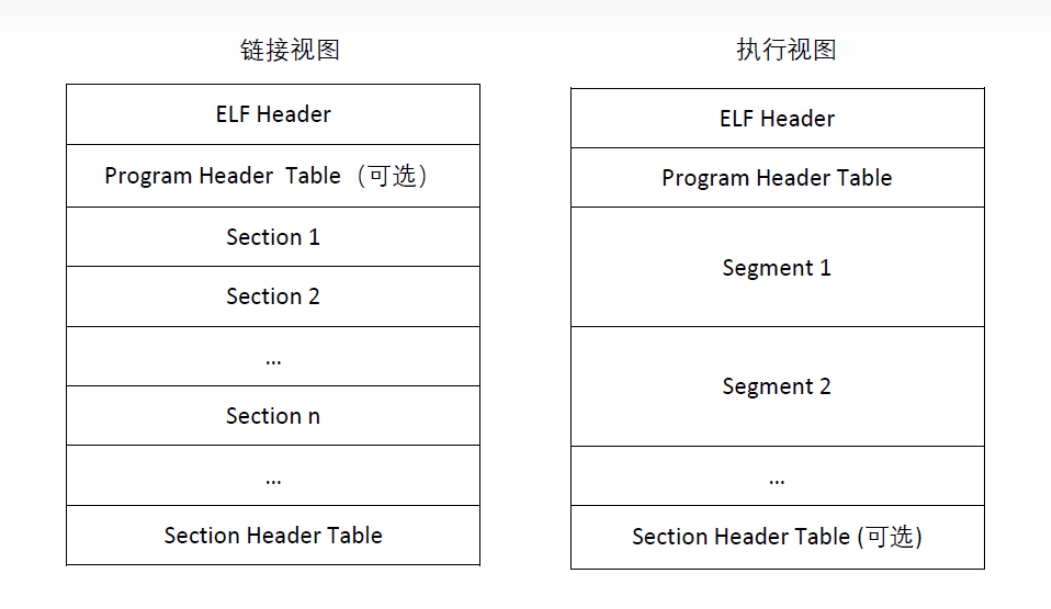 链接视图
ELF Header
Program Header Table（可选）
Section 1
Section 2
...
Section n
...
Section Header Table
执行视图
ELF Header
Program Header Table
Segment 1
Segment 2
...
Section Header Table (可选)